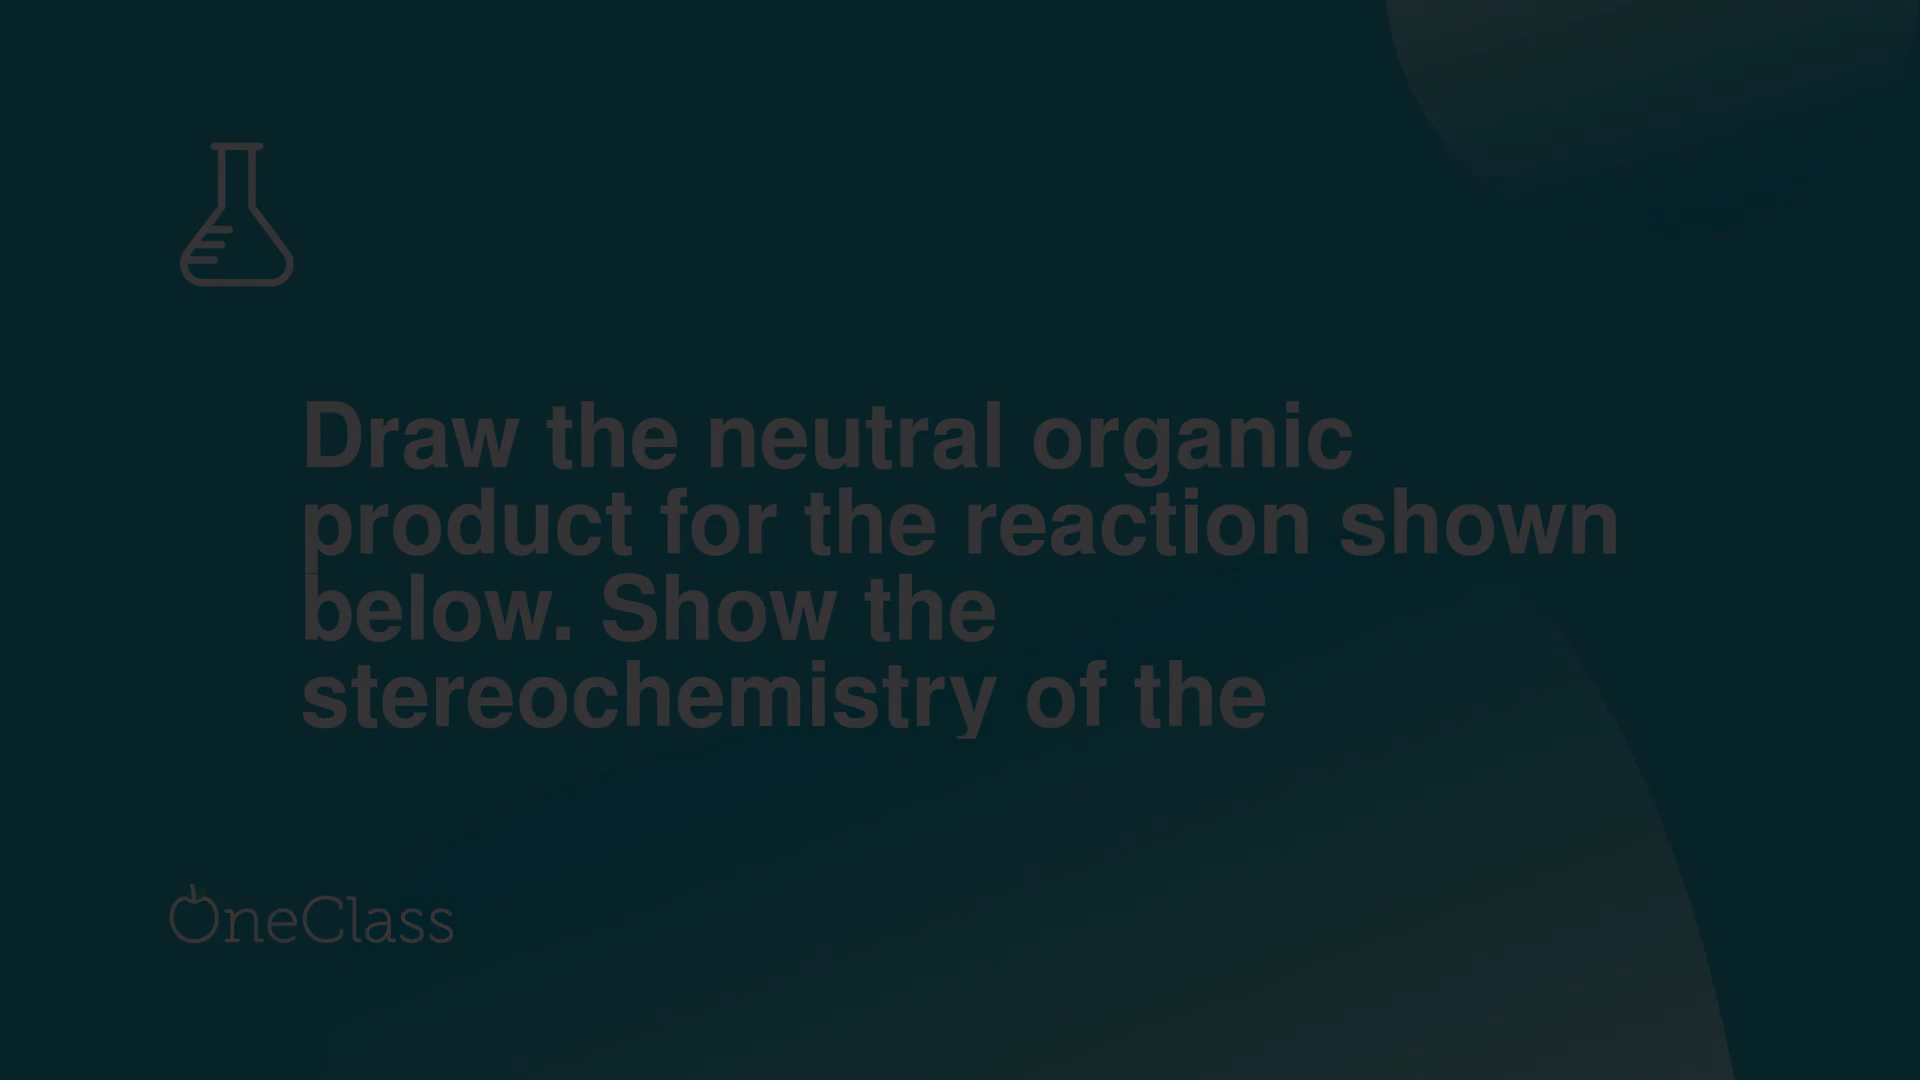 Draw the neutral organic
product for the reaction shown
below. Show the
stereochemistry of the
OneClass